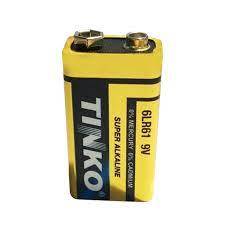 TINKO
SUPER ALKALINE
0% MERCURY 0% CADMIUM
6LR61 9V